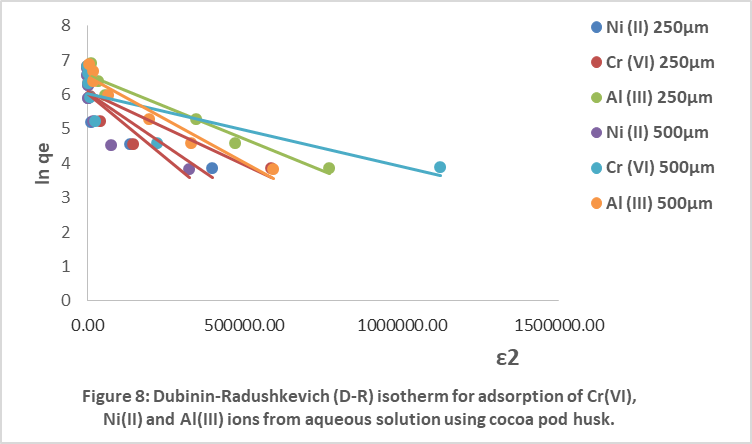 8
7
6
5
4
3
2
1
0
ln qe
0.00
500000.00
1000000.00
1500000.00
ε2
Ni (II) 250µm
Cr (VI) 250µm
Al (III) 250µm
Ni (II) 500µm
Cr (VI) 500µm
Al (III) 500µm
Figure 8: Dubinin-Radushkevich (D-R) isotherm for adsorption of Cr(VI),
Ni(II) and Al(III) ions from aqueous solution using cocoa pod husk.